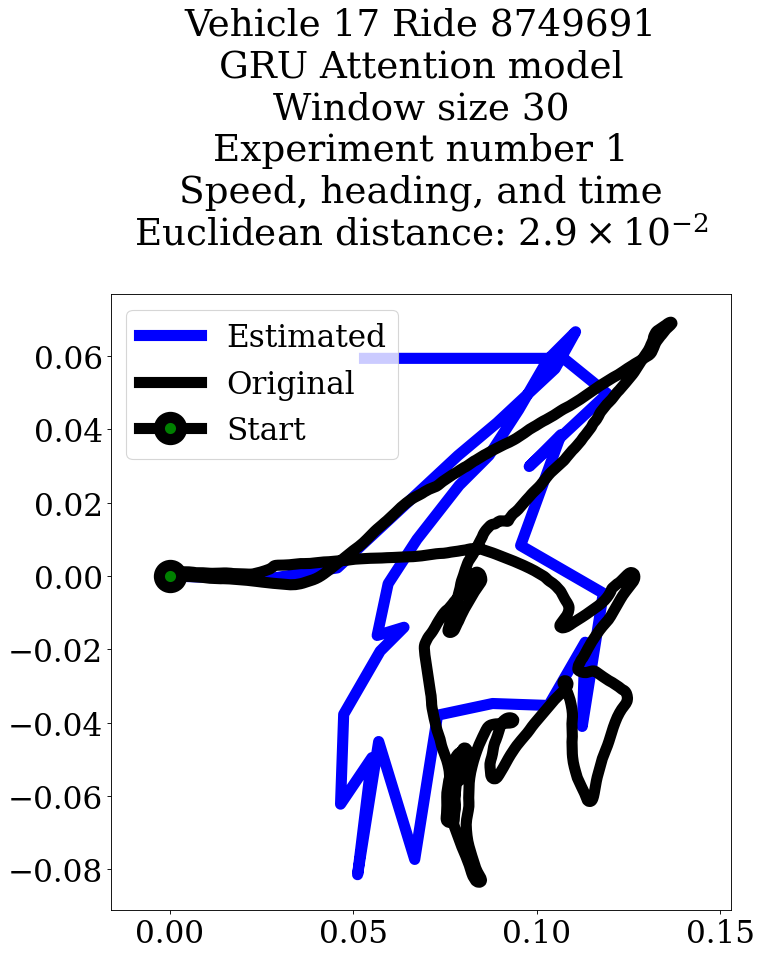 Vehicle 17 Ride 8749691
GRU Attention model
Window size 30
Experiment number 1
Speed, heading, and time
Euclidean distance: 2.9 × 10⁻²
Estimated
Original
Start
0.06
0.04
0.02
0.00
−0.02
−0.04
−0.06
−0.08
0.00 0.05 0.10 0.15